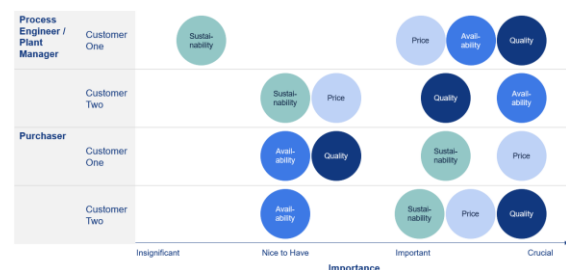 Process
Engineer /
Plant
Manager
Customer
One
Sustai-
nability
Price
Avail-
ability
Quality
Customer
Two
Sustai-
nability
Price
Quality
Avail-
ability
Purchaser
Customer
One
Avail-
ability
Quality
Sustai-
nability
Price
Customer
Two
Avail-
ability
Sustai-
nability
Price
Quality
Insignificant
Nice to Have
Important
Crucial
Importance